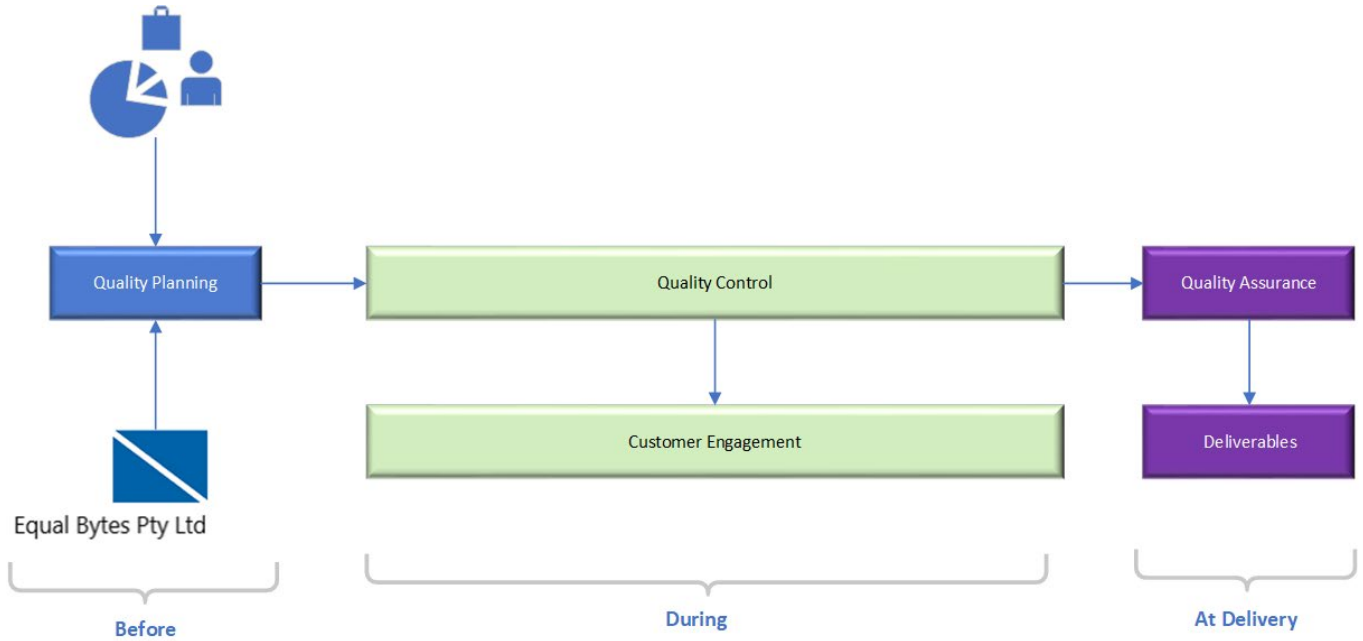 Quality Planning
Quality Control
Quality Assurance
Customer Engagement
Deliverables
Equal Bytes Pty Ltd
Before
During
At Delivery